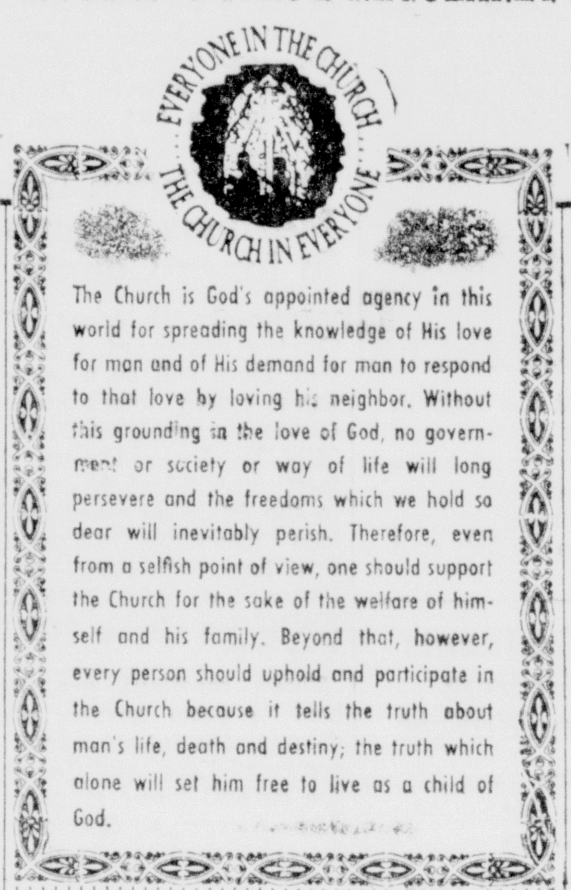 EVERYONE IN THE CHURCH...
THE CHURCH IN EVERYONE...
The Church is God's appointed agency in this
world for spreading the knowledge of His love
for man and of His demand for man to respond
to that love by loving his neighbor. Without
this grounding in the love of God, no govern-
ment or society or way of life will long
persevere and the freedoms which we hold so
dear will inevitably perish. Therefore, even
from a selfish point of view, one should support
the Church for the sake of the welfare of him-
self and his family. Beyond that, however,
every person should uphold and participate in
the Church because it tells the truth about
man's life, death and destiny; the truth which
alone will set him free to live as a child of
God.